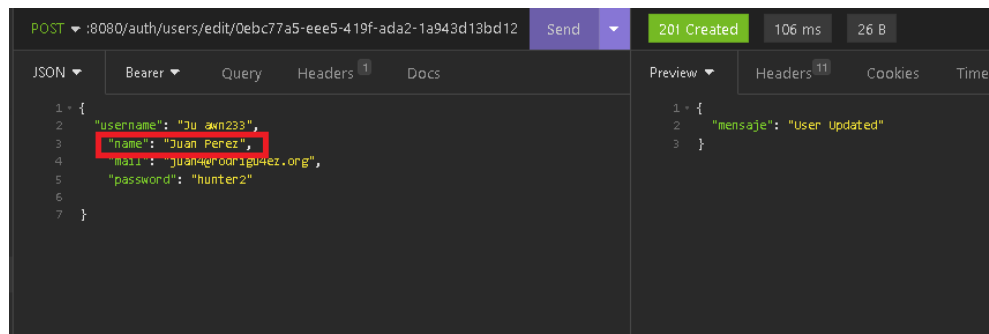 POST :8080/auth/users/edit/0ebc77a5-eee5-419f-ada2-1a943d13bd12 Send
201 Created 106 ms 26 B
JSON Bearer Query Headers 1 Docs
Preview Headers 11 Cookies Time
1 {
2 "username": "Ju awn233",
3 "name": "Juan Perez",
4 "mail": "juan4@rodrigu4ez.org",
5 "password": "hunter2"
6
7 }
1 {
2 "mensaje": "User Updated"
3 }